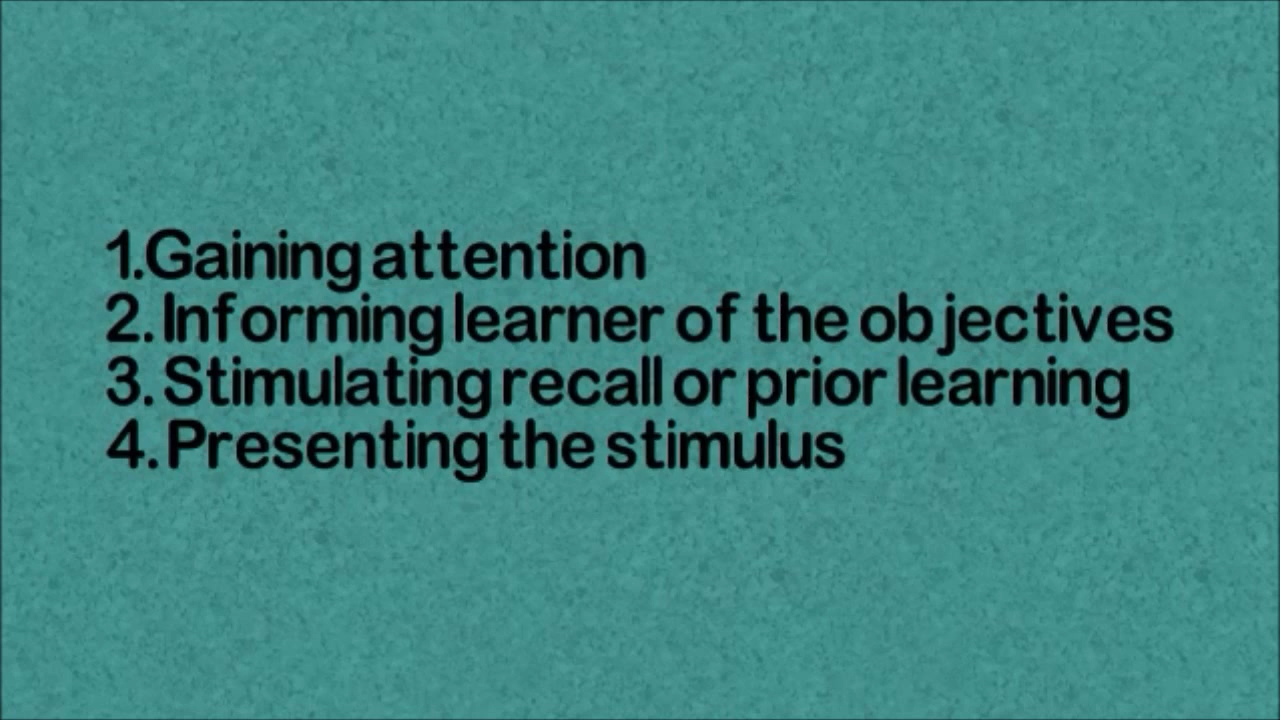 1.Gaining attention
2. Informing learner of the objectives
3. Stimulating recall or prior learning
4. Presenting the stimulus